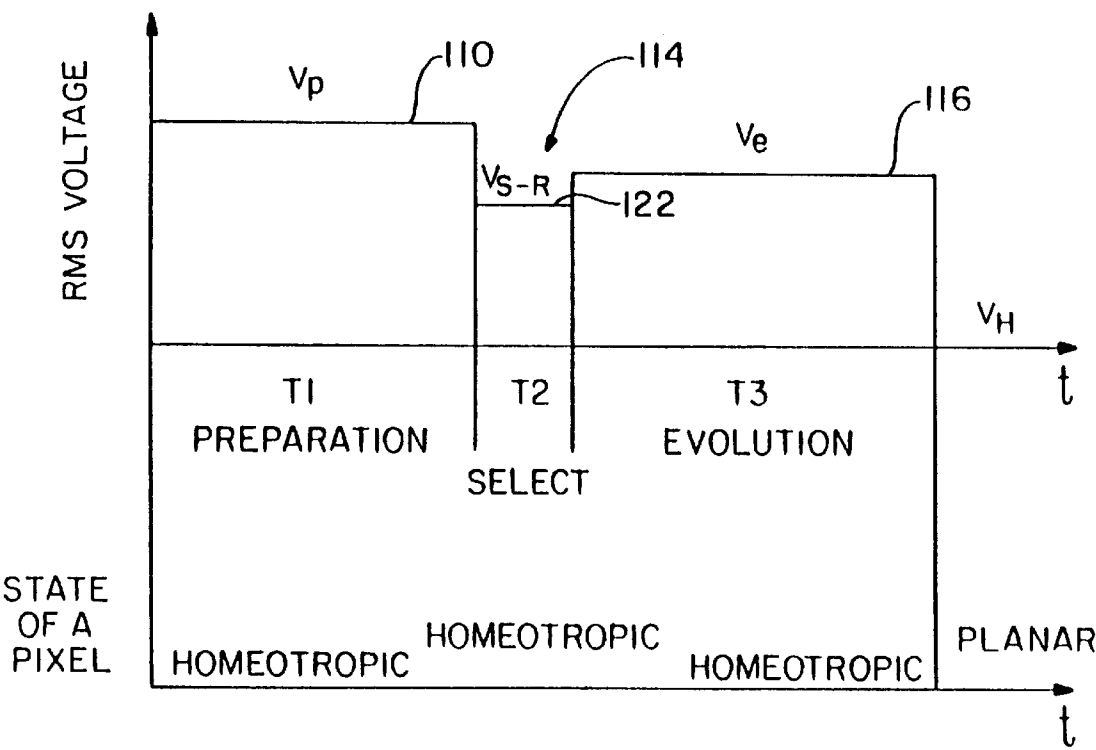 110
114
Vp
116
Ve
VS-R
122
RMS VOLTAGE
VH
t
T1
T2
T3
PREPARATION
EVOLUTION
SELECT
STATE
OF A
PIXEL
HOMEOTROPIC
HOMEOTROPIC
HOMEOTROPIC
PLANAR
t